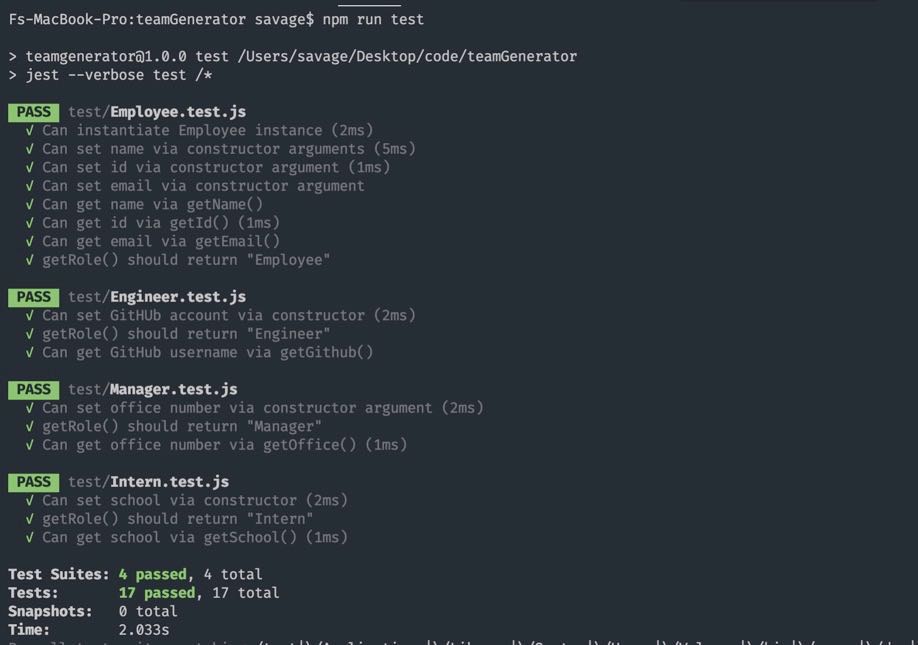 Fs-MacBook-Pro:teamGenerator savage$ npm run test
> teamgenerator@1.0.0 test /Users/savage/Desktop/code/teamGenerator
> jest --verbose test /*
PASS test/Employee.test.js
√ Can instantiate Employee instance (2ms)
√ Can set name via constructor arguments (5ms)
√ Can set id via constructor argument (1ms)
√ Can set email via constructor argument
√ Can get name via getName()
√ Can get id via getId() (1ms)
√ Can get email via getEmail()
√ getRole() should return "Employee"
PASS test/Engineer.test.js
√ Can set GitHUb account via constructor (2ms)
√ getRole() should return "Engineer"
√ Can get GitHub username via getGithub()
PASS test/Manager.test.js
√ Can set office number via constructor argument (2ms)
√ getRole() should return "Manager"
√ Can get office number via getOffice() (1ms)
PASS test/Intern.test.js
√ Can set school via constructor (2ms)
√ getRole() should return "Intern"
√ Can get school via getSchool() (1ms)
Test Suites: 4 passed, 4 total
Tests: 17 passed, 17 total
Snapshots: 0 total
Time: 2.033s